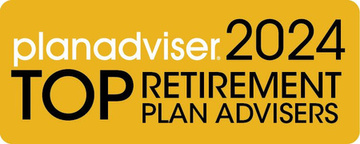 planadviser® 2024
TOP RETIREMENT
PLAN ADVISERS